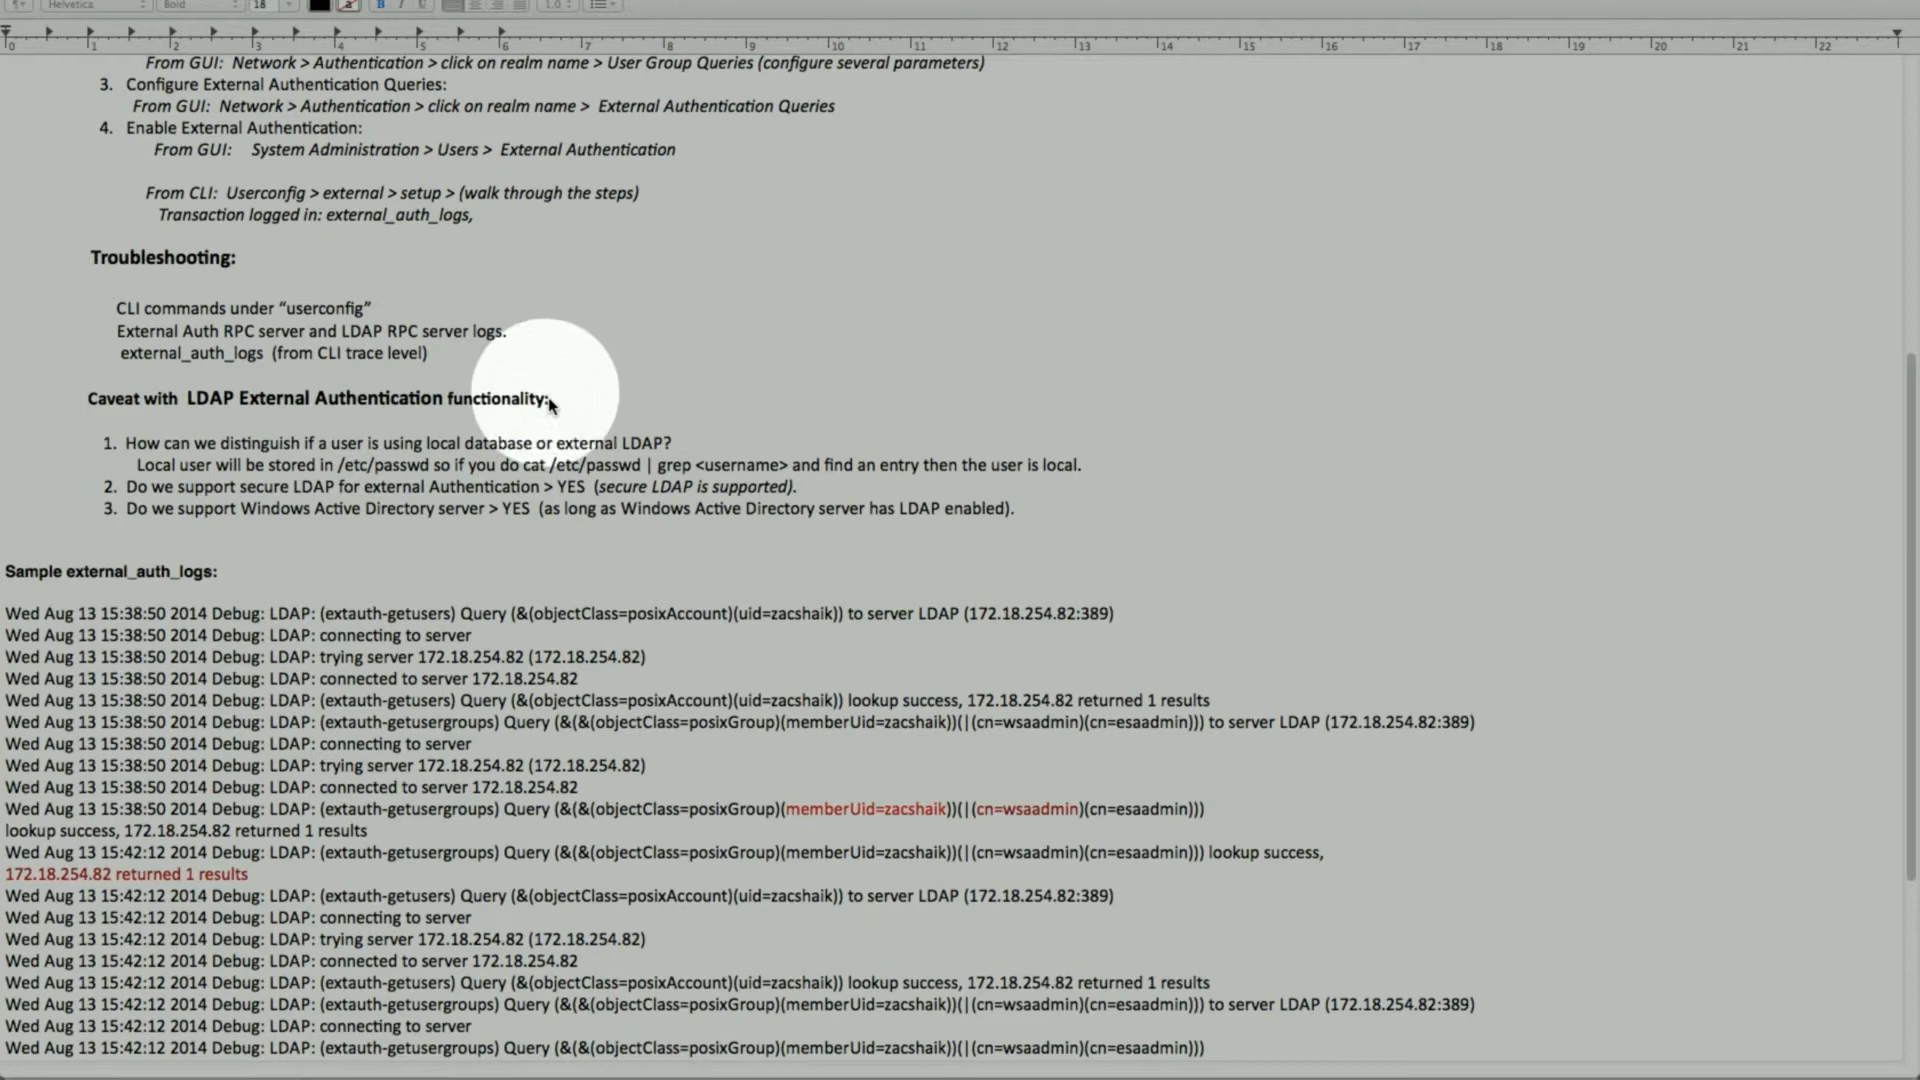 Helvetica Bold 18 a B I U 1.0
0 1 2 3 4 5 6 7 8 9 10 11 12 13 14 15 16 17 18 19 20 21 22
From GUI: Network > Authentication > click on realm name > User Group Queries (configure several parameters)
3. Configure External Authentication Queries:
From GUI: Network > Authentication > click on realm name > External Authentication Queries
4. Enable External Authentication:
From GUI: System Administration > Users > External Authentication
From CLI: Userconfig > external > setup > (walk through the steps)
Transaction logged in: external_auth_logs,
Troubleshooting:
CLI commands under “userconfig”
External Auth RPC server and LDAP RPC server logs.
external_auth_logs (from CLI trace level)
Caveat with LDAP External Authentication functionality:
1. How can we distinguish if a user is using local database or external LDAP?
Local user will be stored in /etc/passwd so if you do cat /etc/passwd | grep <username> and find an entry then the user is local.
2. Do we support secure LDAP for external Authentication > YES (secure LDAP is supported).
3. Do we support Windows Active Directory server > YES (as long as Windows Active Directory server has LDAP enabled).
Sample external_auth_logs:
Wed Aug 13 15:38:50 2014 Debug: LDAP: (extauth-getusers) Query (&(objectClass=posixAccount)(uid=zacshaik)) to server LDAP (172.18.254.82:389)
Wed Aug 13 15:38:50 2014 Debug: LDAP: connecting to server
Wed Aug 13 15:38:50 2014 Debug: LDAP: trying server 172.18.254.82 (172.18.254.82)
Wed Aug 13 15:38:50 2014 Debug: LDAP: connected to server 172.18.254.82
Wed Aug 13 15:38:50 2014 Debug: LDAP: (extauth-getusers) Query (&(objectClass=posixAccount)(uid=zacshaik)) lookup success, 172.18.254.82 returned 1 results
Wed Aug 13 15:38:50 2014 Debug: LDAP: (extauth-getusergroups) Query (&(&(objectClass=posixGroup)(memberUid=zacshaik))(|(cn=wsaadmin)(cn=esaadmin))) to server LDAP (172.18.254.82:389)
Wed Aug 13 15:38:50 2014 Debug: LDAP: connecting to server
Wed Aug 13 15:38:50 2014 Debug: LDAP: trying server 172.18.254.82 (172.18.254.82)
Wed Aug 13 15:38:50 2014 Debug: LDAP: connected to server 172.18.254.82
Wed Aug 13 15:38:50 2014 Debug: LDAP: (extauth-getusergroups) Query (&(&(objectClass=posixGroup)(memberUid=zacshaik))(|(cn=wsaadmin)(cn=esaadmin)))
lookup success, 172.18.254.82 returned 1 results
Wed Aug 13 15:42:12 2014 Debug: LDAP: (extauth-getusergroups) Query (&(&(objectClass=posixGroup)(memberUid=zacshaik))(|(cn=wsaadmin)(cn=esaadmin))) lookup success,
172.18.254.82 returned 1 results
Wed Aug 13 15:42:12 2014 Debug: LDAP: (extauth-getusers) Query (&(objectClass=posixAccount)(uid=zacshaik)) to server LDAP (172.18.254.82:389)
Wed Aug 13 15:42:12 2014 Debug: LDAP: connecting to server
Wed Aug 13 15:42:12 2014 Debug: LDAP: trying server 172.18.254.82 (172.18.254.82)
Wed Aug 13 15:42:12 2014 Debug: LDAP: connected to server 172.18.254.82
Wed Aug 13 15:42:12 2014 Debug: LDAP: (extauth-getusers) Query (&(objectClass=posixAccount)(uid=zacshaik)) lookup success, 172.18.254.82 returned 1 results
Wed Aug 13 15:42:12 2014 Debug: LDAP: (extauth-getusergroups) Query (&(&(objectClass=posixGroup)(memberUid=zacshaik))(|(cn=wsaadmin)(cn=esaadmin))) to server LDAP (172.18.254.82:389)
Wed Aug 13 15:42:12 2014 Debug: LDAP: connecting to server
Wed Aug 13 15:42:12 2014 Debug: LDAP: (extauth-getusergroups) Query (&(&(objectClass=posixGroup)(memberUid=zacshaik))(|(cn=wsaadmin)(cn=esaadmin)))